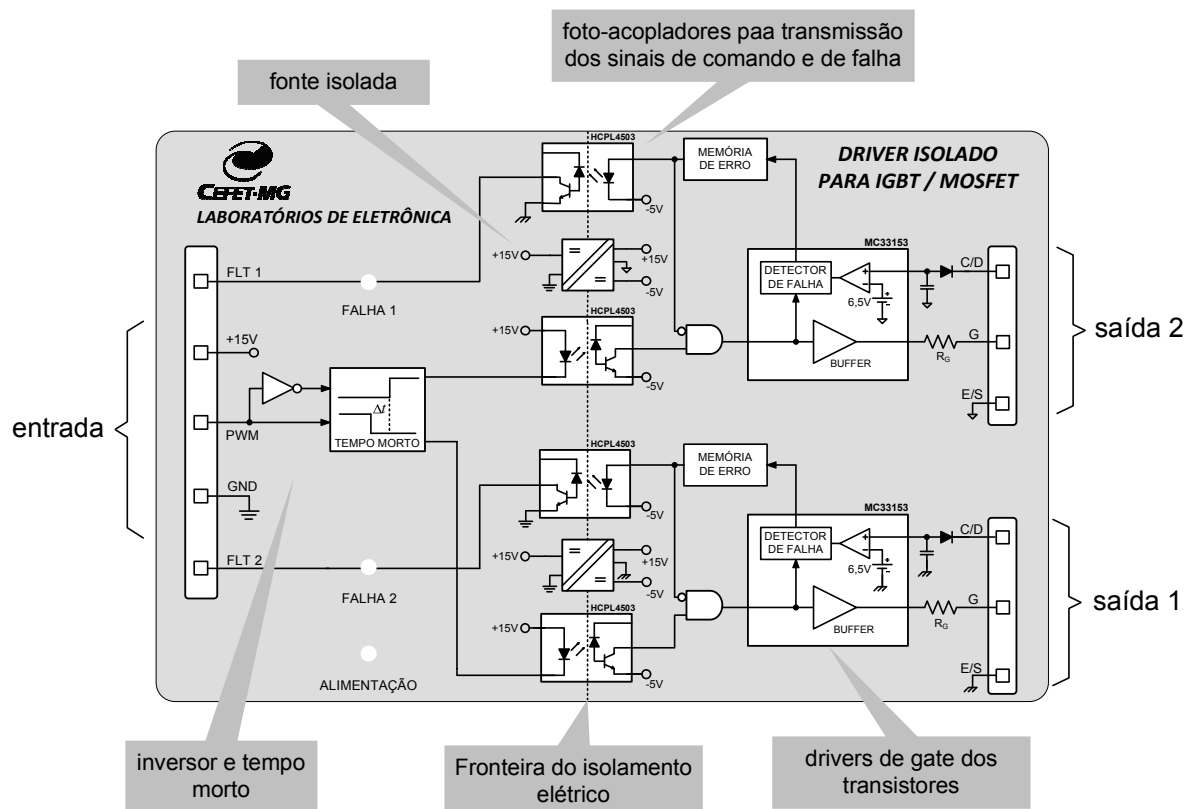 foto-acopladores paa transmissão
dos sinais de comando e de falha
fonte isolada
CEFET-MG
LABORATÓRIOS DE ELETRÔNICA
HCPL4503
-5V
MEMÓRIA
DE ERRO
DRIVER ISOLADO
PARA IGBT / MOSFET
FLT 1
FALHA 1
+15V
+15V
-5V
MC33153
DETECTOR
DE FALHA
6,5V
C/D
BUFFER
RG
G
E/S
saída 2
HCPL4503
+15V
-5V
entrada
+15V
PWM
Δt
TEMPO MORTO
GND
FLT 2
FALHA 2
ALIMENTAÇÃO
HCPL4503
-5V
MEMÓRIA
DE ERRO
+15V
+15V
-5V
HCPL4503
+15V
-5V
MC33153
DETECTOR
DE FALHA
6,5V
C/D
BUFFER
RG
G
E/S
saída 1
inversor e tempo
morto
Fronteira do isolamento
elétrico
drivers de gate dos
transistores